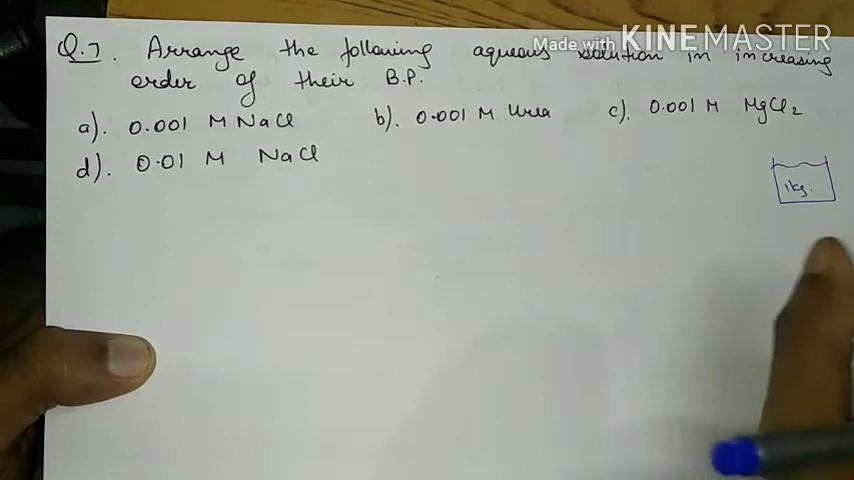 Q.7. Arrange the following aqueous solution in increasing
order of their B.P.
a). 0.001 M NaCl b). 0.001 M Urea c). 0.001 M MgCl2
d). 0.01 M NaCl
1kg.
Made with KINEMASTER